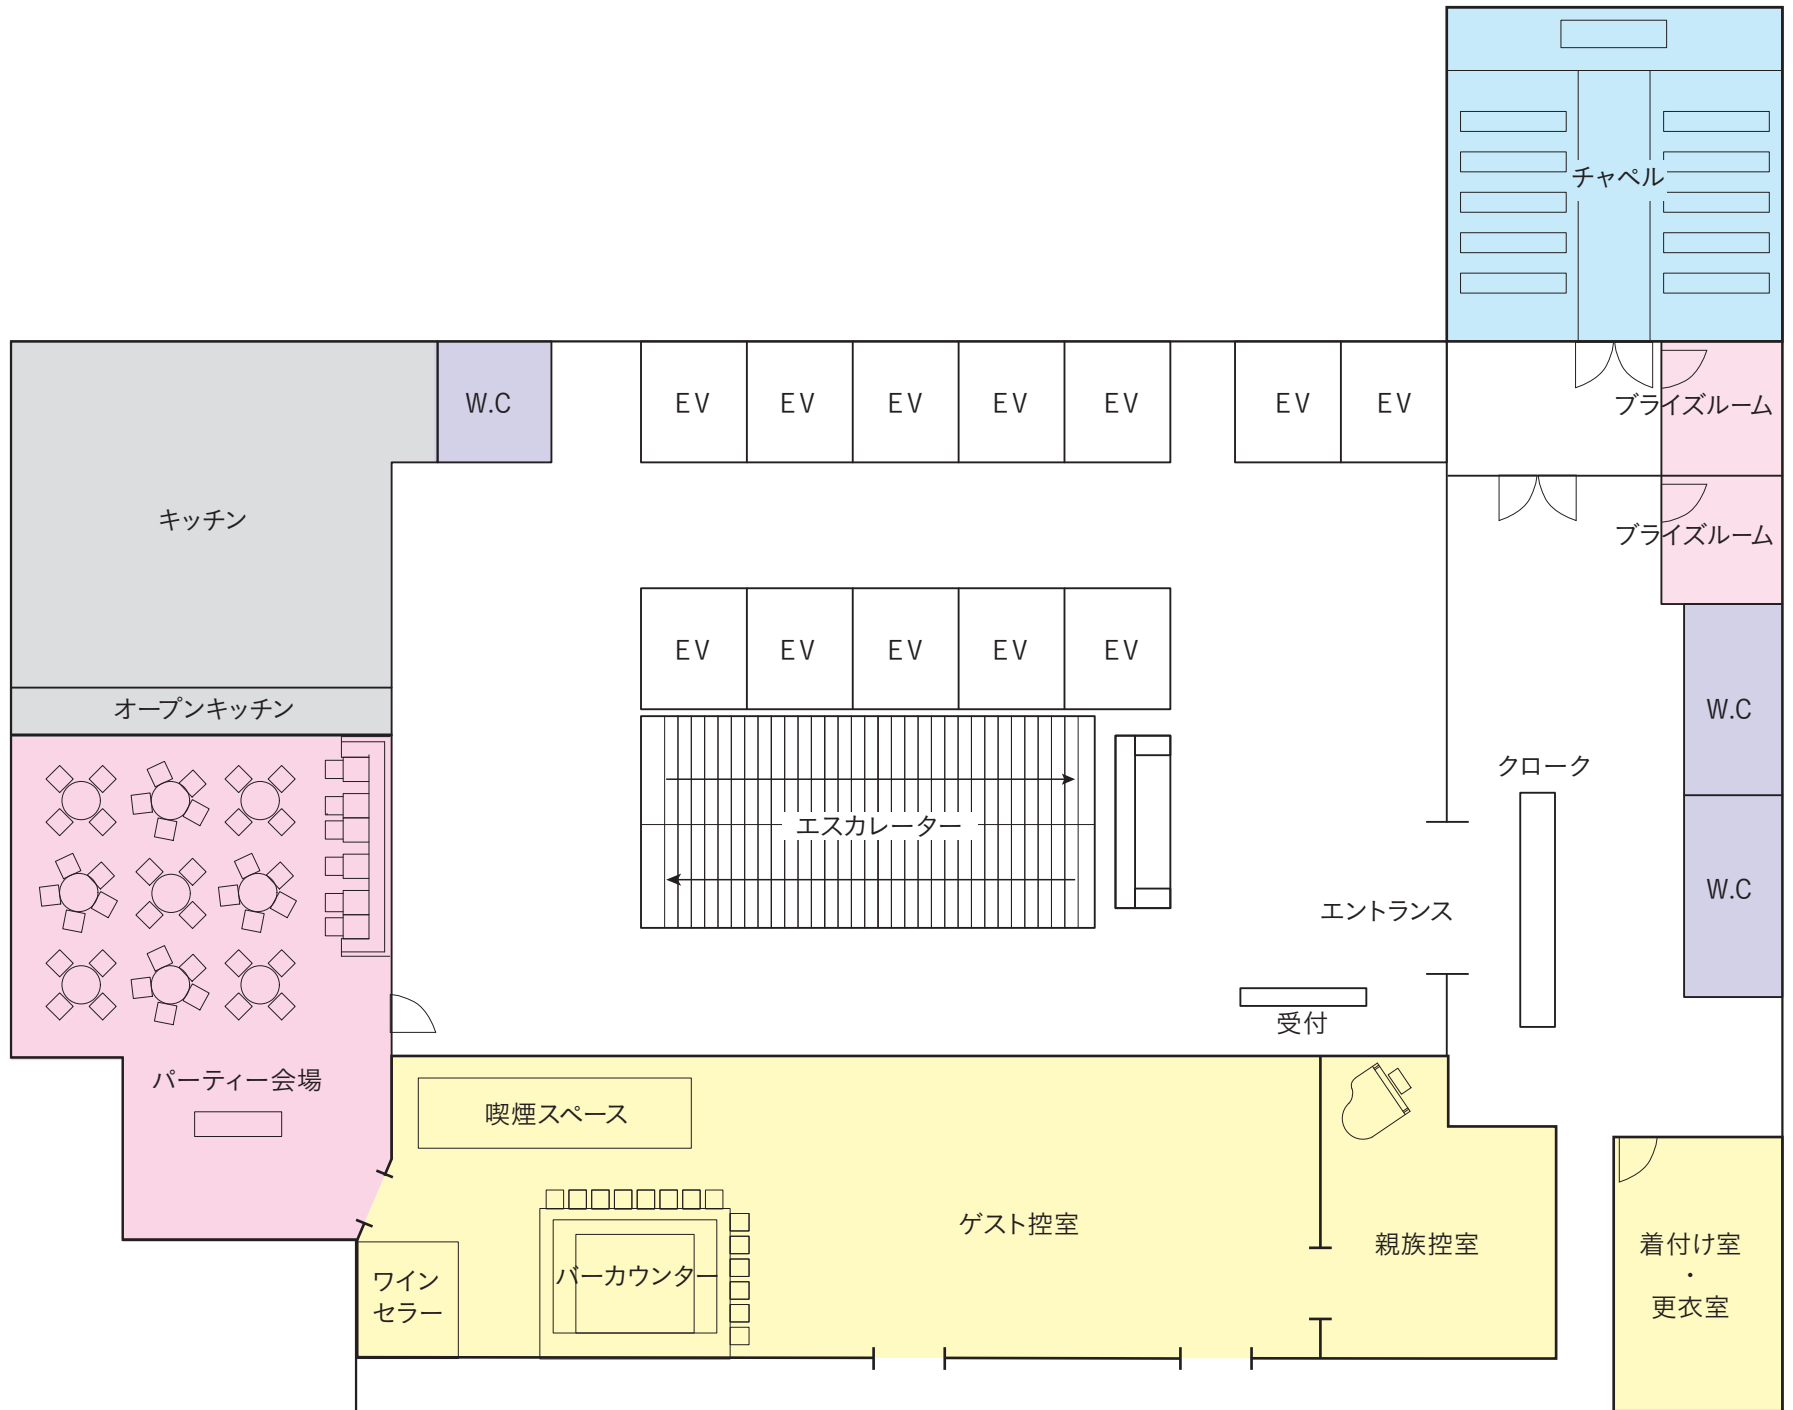 チャペル
W.C
EV
EV
EV
EV
EV
EV
EV
ブライズルーム
キッチン
ブライズルーム
EV
EV
EV
EV
EV
オープンキッチン
W.C
クローク
エスカレーター
W.C
エントランス
受付
パーティー会場
喫煙スペース
ゲスト控室
親族控室
着付け室
・
更衣室
ワイン
セラー
バーカウンター